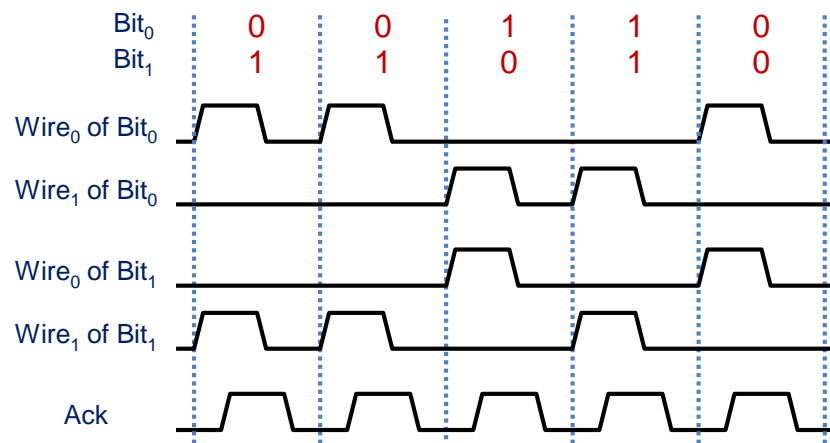 Bit₀ 0 0 1 1 0
Bit₁ 1 1 0 1 0
Wire₀ of Bit₀
Wire₁ of Bit₀
Wire₀ of Bit₁
Wire₁ of Bit₁
Ack